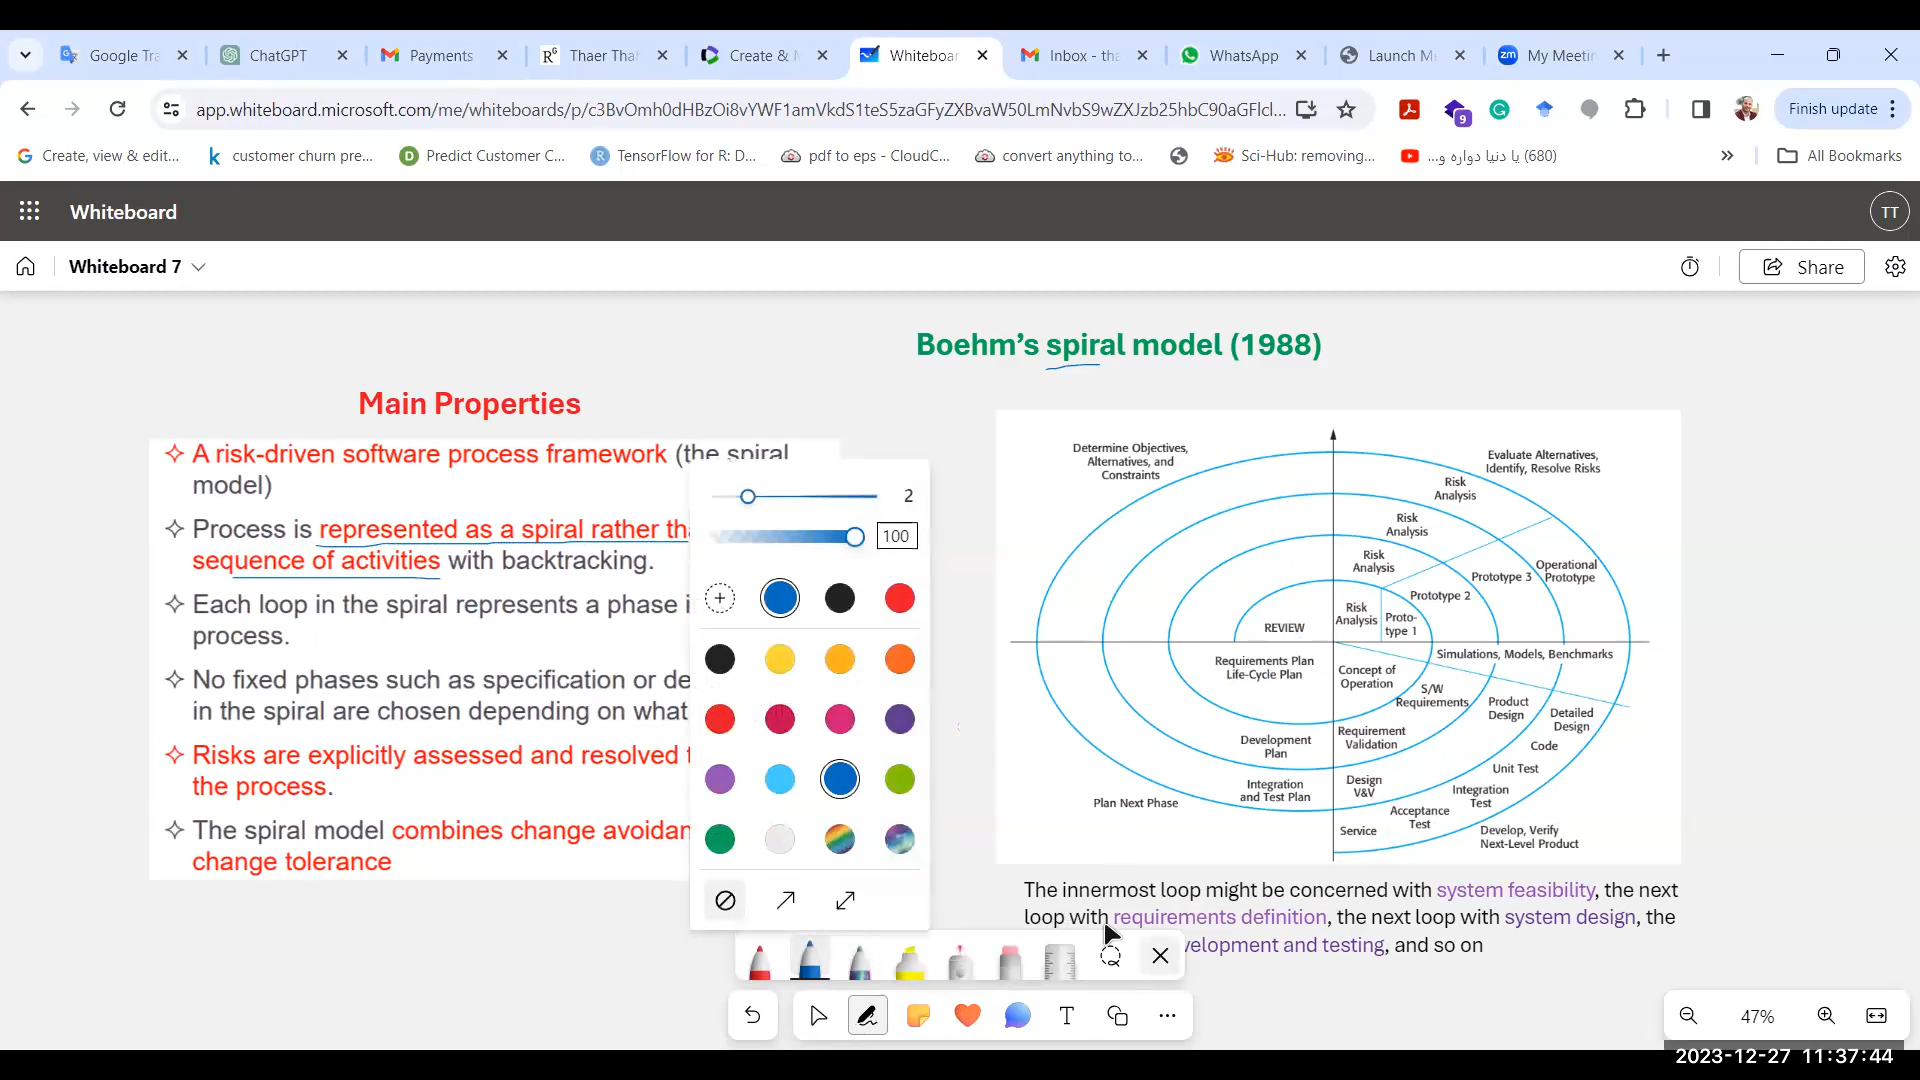 Google Tra
ChatGPT
Payments
Thaer Tha
Create & M
Whiteboar
Inbox - tha
WhatsApp
Launch Me
My Meetin
app.whiteboard.microsoft.com/me/whiteboards/p/c3BvOmh0dHBzOi8vYWF1amVkdS1teS5zaGFyZXBvaW50LmNvbS9wZXJzb25hbC90aGFlcl...
9
Finish update
Create, view & edit...
customer churn pre...
Predict Customer C...
TensorFlow for R: D...
pdf to eps - CloudC...
convert anything to...
Sci-Hub: removing...
(680) يا دنيا دواره و...
All Bookmarks
Whiteboard
TT
Whiteboard 7
Share
Boehm's spiral model (1988)
Main Properties
A risk-driven software process framework (the spiral
model)
Process is represented as a spiral rather th
sequence of activities with backtracking.
Each loop in the spiral represents a phase i
process.
No fixed phases such as specification or de
in the spiral are chosen depending on what
Risks are explicitly assessed and resolved t
the process.
The spiral model combines change avoidan
change tolerance
2
100
Determine Objectives,
Alternatives, and
Constraints
Evaluate Alternatives,
Identify, Resolve Risks
Risk
Analysis
Risk
Analysis
Risk
Analysis
Risk
Analysis
Proto-
type 1
Prototype 2
Prototype 3
Operational
Prototype
REVIEW
Requirements Plan
Life-Cycle Plan
Concept of
Operation
Simulations, Models, Benchmarks
S/W
Requirements
Product
Design
Detailed
Design
Development
Plan
Requirement
Validation
Code
Unit Test
Integration
and Test Plan
Design
V&V
Integration
Test
Plan Next Phase
Acceptance
Test
Service
Develop, Verify
Next-Level Product
The innermost loop might be concerned with system feasibility, the next
loop with requirements definition, the next loop with system design, the
velopment and testing, and so on
47%
2023-12-27 11:37:44